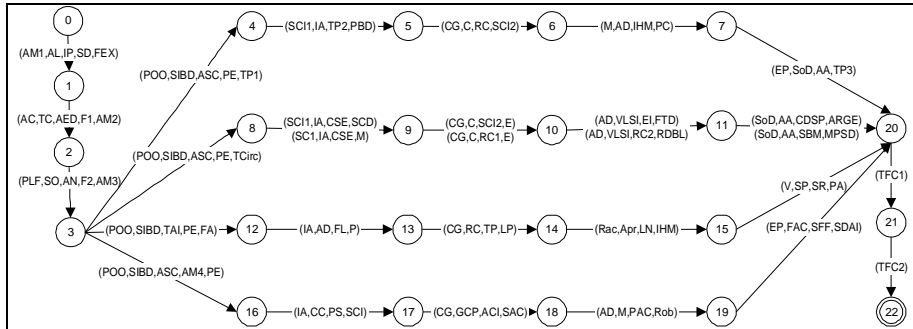 0
4
(SCI1,IA,TP2,PBD)
5
(CG,C,RC,SCI2)
6
(M,AD,IHM,PC)
7
(AM1,AL,IP,SD,FEX)
(POO,SIBD,ASC,PE,TP1)
(EP,SoD,AA,TP3)
1
(AC,TC,AED,F1,AM2)
8
(SCI1,IA,CSE,SCD)
(SC1,IA,CSE,M)
9
(CG,C,SCI2,E)
(CG,C,RC1,E)
10
(AD,VLSI,EI,FTD)
(AD,VLSI,RC2,RDBL)
11
(SoD,AA,CDSP,ARGE)
(SoD,AA,SBM,MPSD)
20
2
(POO,SIBD,ASC,PE,TCirc)
(PLF,SO,AN,F2,AM3)
(V,SP,SR,PA)
(TFC1)
3
(POO,SIBD,TAI,PE,FA)
12
(IA,AD,FL,P)
13
(CG,RC,TP,LP)
14
(Rac,Apr,LN,IHM)
15
(EP,FAC,SFF,SDAI)
21
(POO,SIBD,ASC,AM4,PE)
(TFC2)
16
(IA,CC,PS,SCI)
17
(CG,GCP,ACI,SAC)
18
(AD,M,PAC,Rob)
19
22